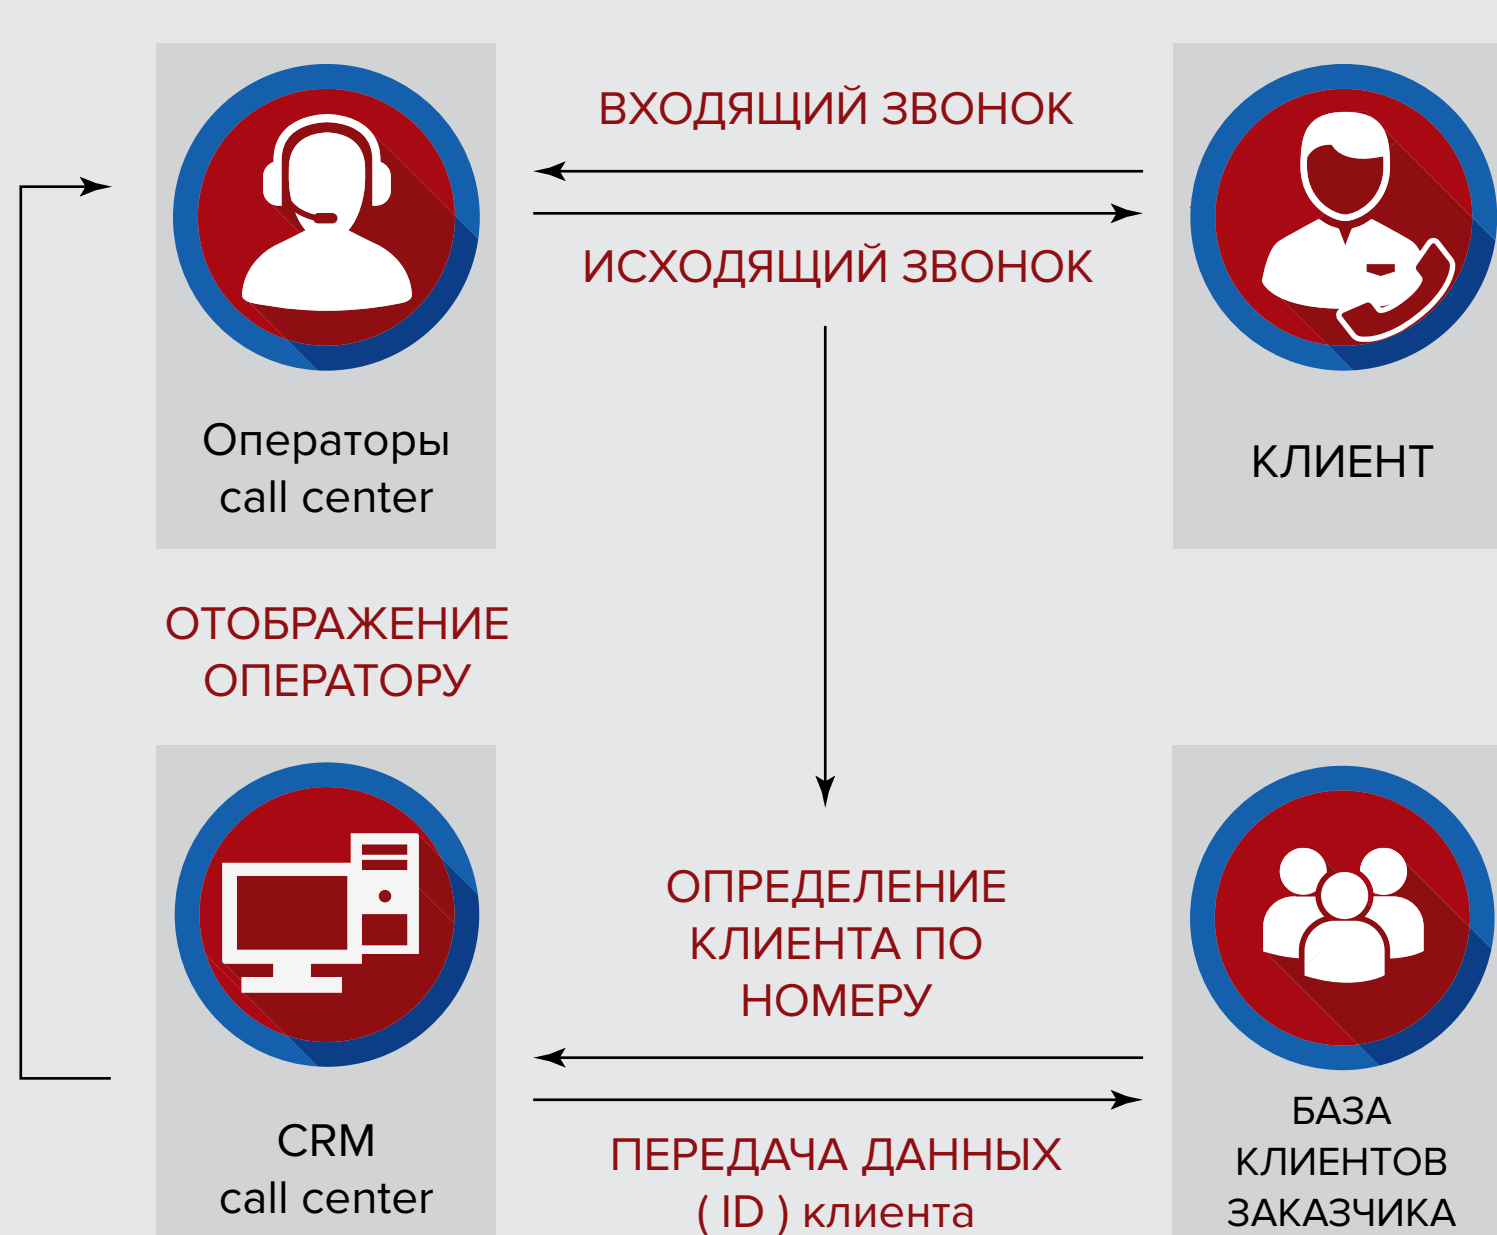 ВХОДЯЩИЙ ЗВОНОК
ИСХОДЯЩИЙ ЗВОНОК
Операторы
call center
КЛИЕНТ
ОТОБРАЖЕНИЕ
ОПЕРАТОРУ
ОПРЕДЕЛЕНИЕ
КЛИЕНТА ПО
НОМЕРУ
CRM
call center
ПЕРЕДАЧА ДАННЫХ
( ID ) клиента
БАЗА
КЛИЕНТОВ
ЗАКАЗЧИКА